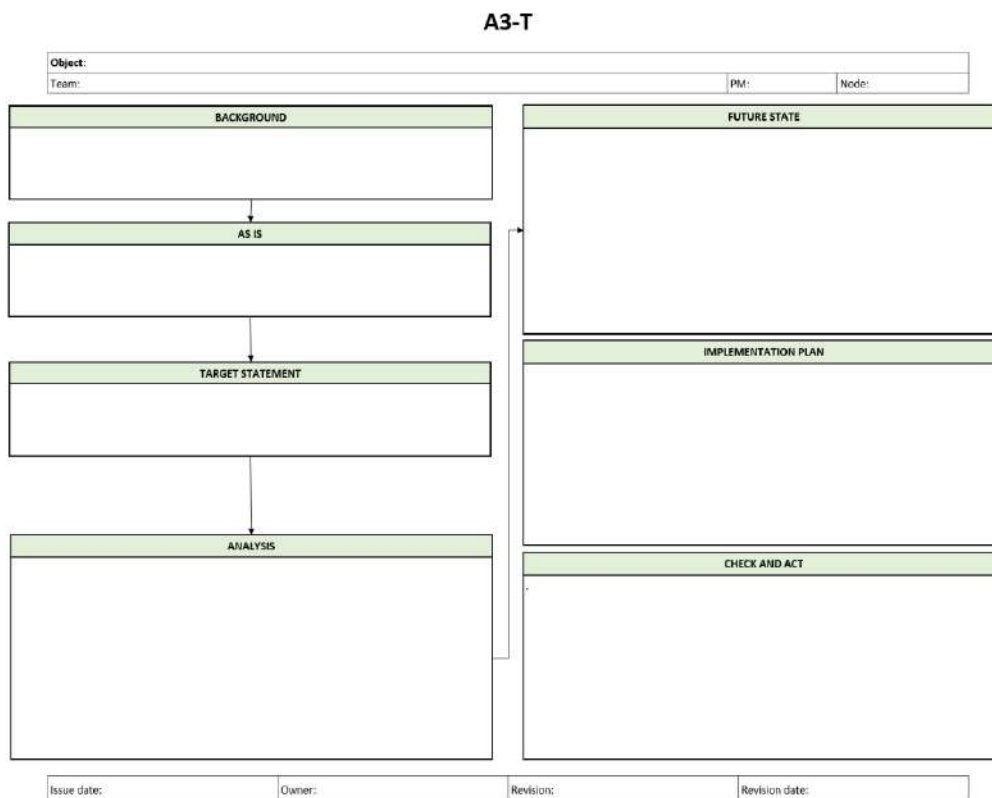 A3-T
Object:
Team: PM: Node:
BACKGROUND
AS IS
TARGET STATEMENT
ANALYSIS
FUTURE STATE
IMPLEMENTATION PLAN
CHECK AND ACT
Issue date: Owner: Revision: Revision date: